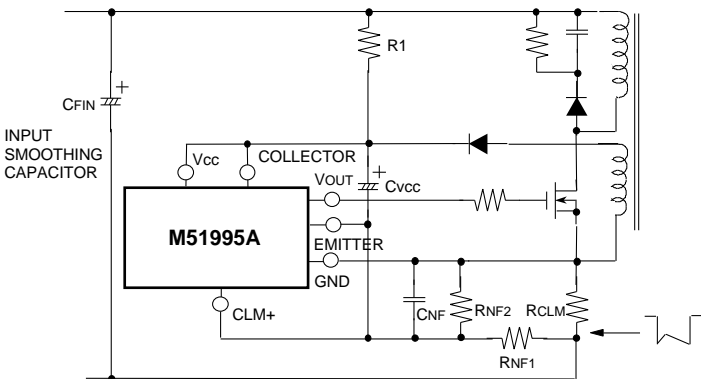 R1
CFIN
+
INPUT
SMOOTHING
CAPACITOR
Vcc
COLLECTOR
+
VOUT
CVCC
M51995A
EMITTER
GND
CLM+
CNF
RNF2
RCLM
RNF1